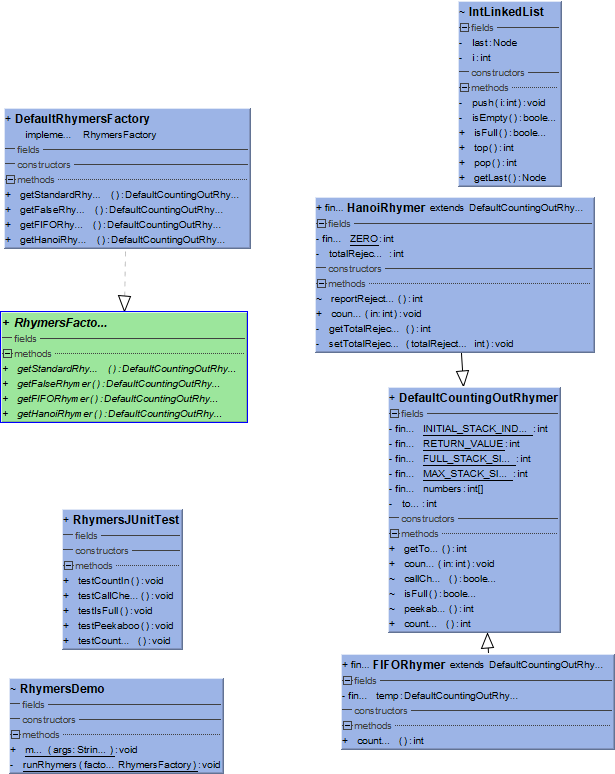 + IntLinkedList
fields
- last:Node
- i:int
constructors
methods
- push(i:int):void
- isEmpty():boole...
+ isFull():boole...
+ top():int
+ pop():int
+ getLast():Node
+ DefaultRhymersFactory
impleme... RhymersFactory
fields
constructors
methods
+ getStandardRhy... ():DefaultCountingOutRhy...
+ getFalseRhy... ():DefaultCountingOutRhy...
+ getFIFORhy... ():DefaultCountingOutRhy...
+ getHanoiRhy... ():DefaultCountingOutRhy...
+ fin... HanoiRhymer extends DefaultCountingOutRhy...
fields
- fin... ZERO:int
- totalRejec... :int
constructors
methods
~ reportReject... ():int
+ coun... (in:int):void
- getTotalRejec... ():int
- setTotalRejec... (totalReject... int):void
+ RhymersFacto...
fields
methods
+ getStandardRhy... ():DefaultCountingOutRhy...
+ getFalseRhymer():DefaultCountingOutRhy...
+ getFIFORhymer():DefaultCountingOutRhy...
+ getHanoiRhymer():DefaultCountingOutRhy...
+ DefaultCountingOutRhymer
fields
- fin... INITIAL_STACK_IND... :int
- fin... RETURN_VALUE:int
- fin... FULL_STACK_SI... :int
- fin... MAX_STACK_SI... :int
- fin... numbers:int[]
- to... :int
constructors
methods
+ getTo... ():int
+ coun... (in:int):void
~ callCh... ():boole...
~ isFull():boole...
~ peekab... ():int
+ count... ():int
+ RhymersJUnitTest
fields
constructors
methods
+ testCountIn():void
+ testCallChe... ():void
+ testIsFull():void
+ testPeekaboo():void
+ testCount... ():void
+ fin... FIFORhymer extends DefaultCountingOutRhy...
fields
- fin... temp:DefaultCountingOutRhy...
constructors
methods
+ count... ():int
~ RhymersDemo
fields
constructors
methods
+ m... (args:Strin...):void
- runRhymers(facto... RhymersFactory):void